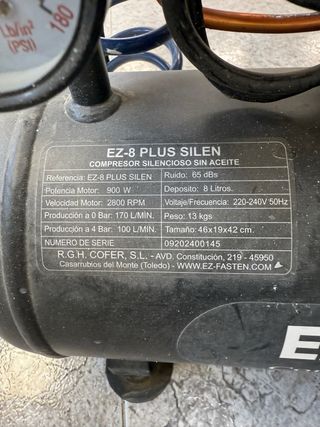 Lb/in²
(PSI)
180
EZ-8 PLUS SILEN
COMPRESOR SILENCIOSO SIN ACEITE
Referencia: EZ-8 PLUS SILEN
Ruido: 65 dBs
Potencia Motor: 900 W
Deposito: 8 Litros.
Velocidad Motor: 2800 RPM
Voltaje/Frecuencia: 220-240V 50Hz
Producción a 0 Bar: 170 L/MIN.
Peso: 13 kgs
Producción a 4 Bar: 100 L/MIN.
Tamaño: 46x19x42 cm.
NUMERO DE SERIE
09202400145
R.G.H. COFER, S.L. - AVD. Constitución, 219 - 45950
Casarrubios del Monte (Toledo) - WWW.EZ-FASTEN.COM
E